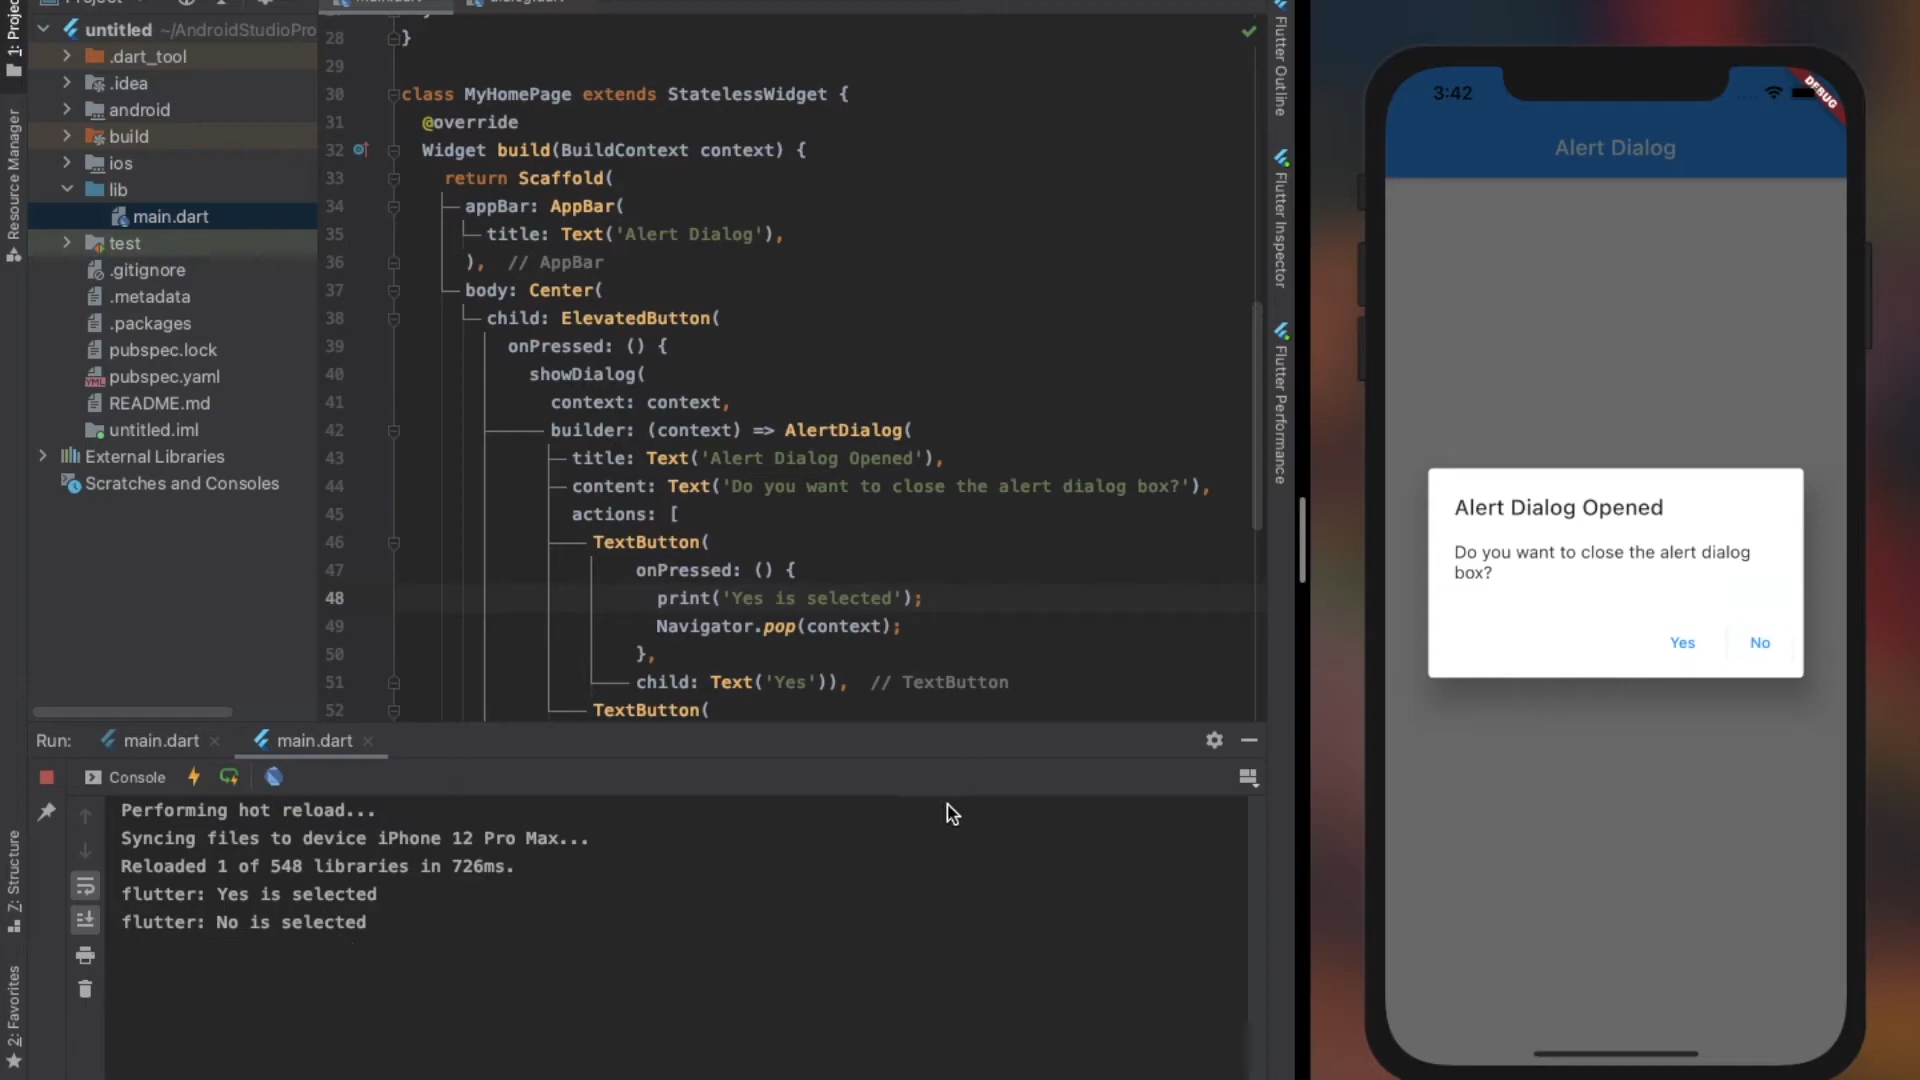 1: Project
Resource Manager
Z: Structure
2: Favorites
untitled ~/AndroidStudioPro
.dart_tool
.idea
android
build
ios
lib
main.dart
test
.gitignore
.metadata
.packages
pubspec.lock
pubspec.yaml
README.md
untitled.iml
External Libraries
Scratches and Consoles
28 }
29
30 class MyHomePage extends StatelessWidget {
31 @override
32 Widget build(BuildContext context) {
33 return Scaffold(
34 appBar: AppBar(
35 title: Text('Alert Dialog'),
36 ), // AppBar
37 body: Center(
38 child: ElevatedButton(
39 onPressed: () {
40 showDialog(
41 context: context,
42 builder: (context) => AlertDialog(
43 title: Text('Alert Dialog Opened'),
44 content: Text('Do you want to close the alert dialog box?'),
45 actions: [
46 TextButton(
47 onPressed: () {
48 print('Yes is selected');
49 Navigator.pop(context);
50 },
51 child: Text('Yes')), // TextButton
52 TextButton(
Flutter Outline
Flutter Inspector
Flutter Performance
Run: main.dart main.dart
Console
Performing hot reload...
Syncing files to device iPhone 12 Pro Max...
Reloaded 1 of 548 libraries in 726ms.
flutter: Yes is selected
flutter: No is selected
3:42
DEBUG
Alert Dialog
Alert Dialog Opened
Do you want to close the alert dialog
box?
Yes No